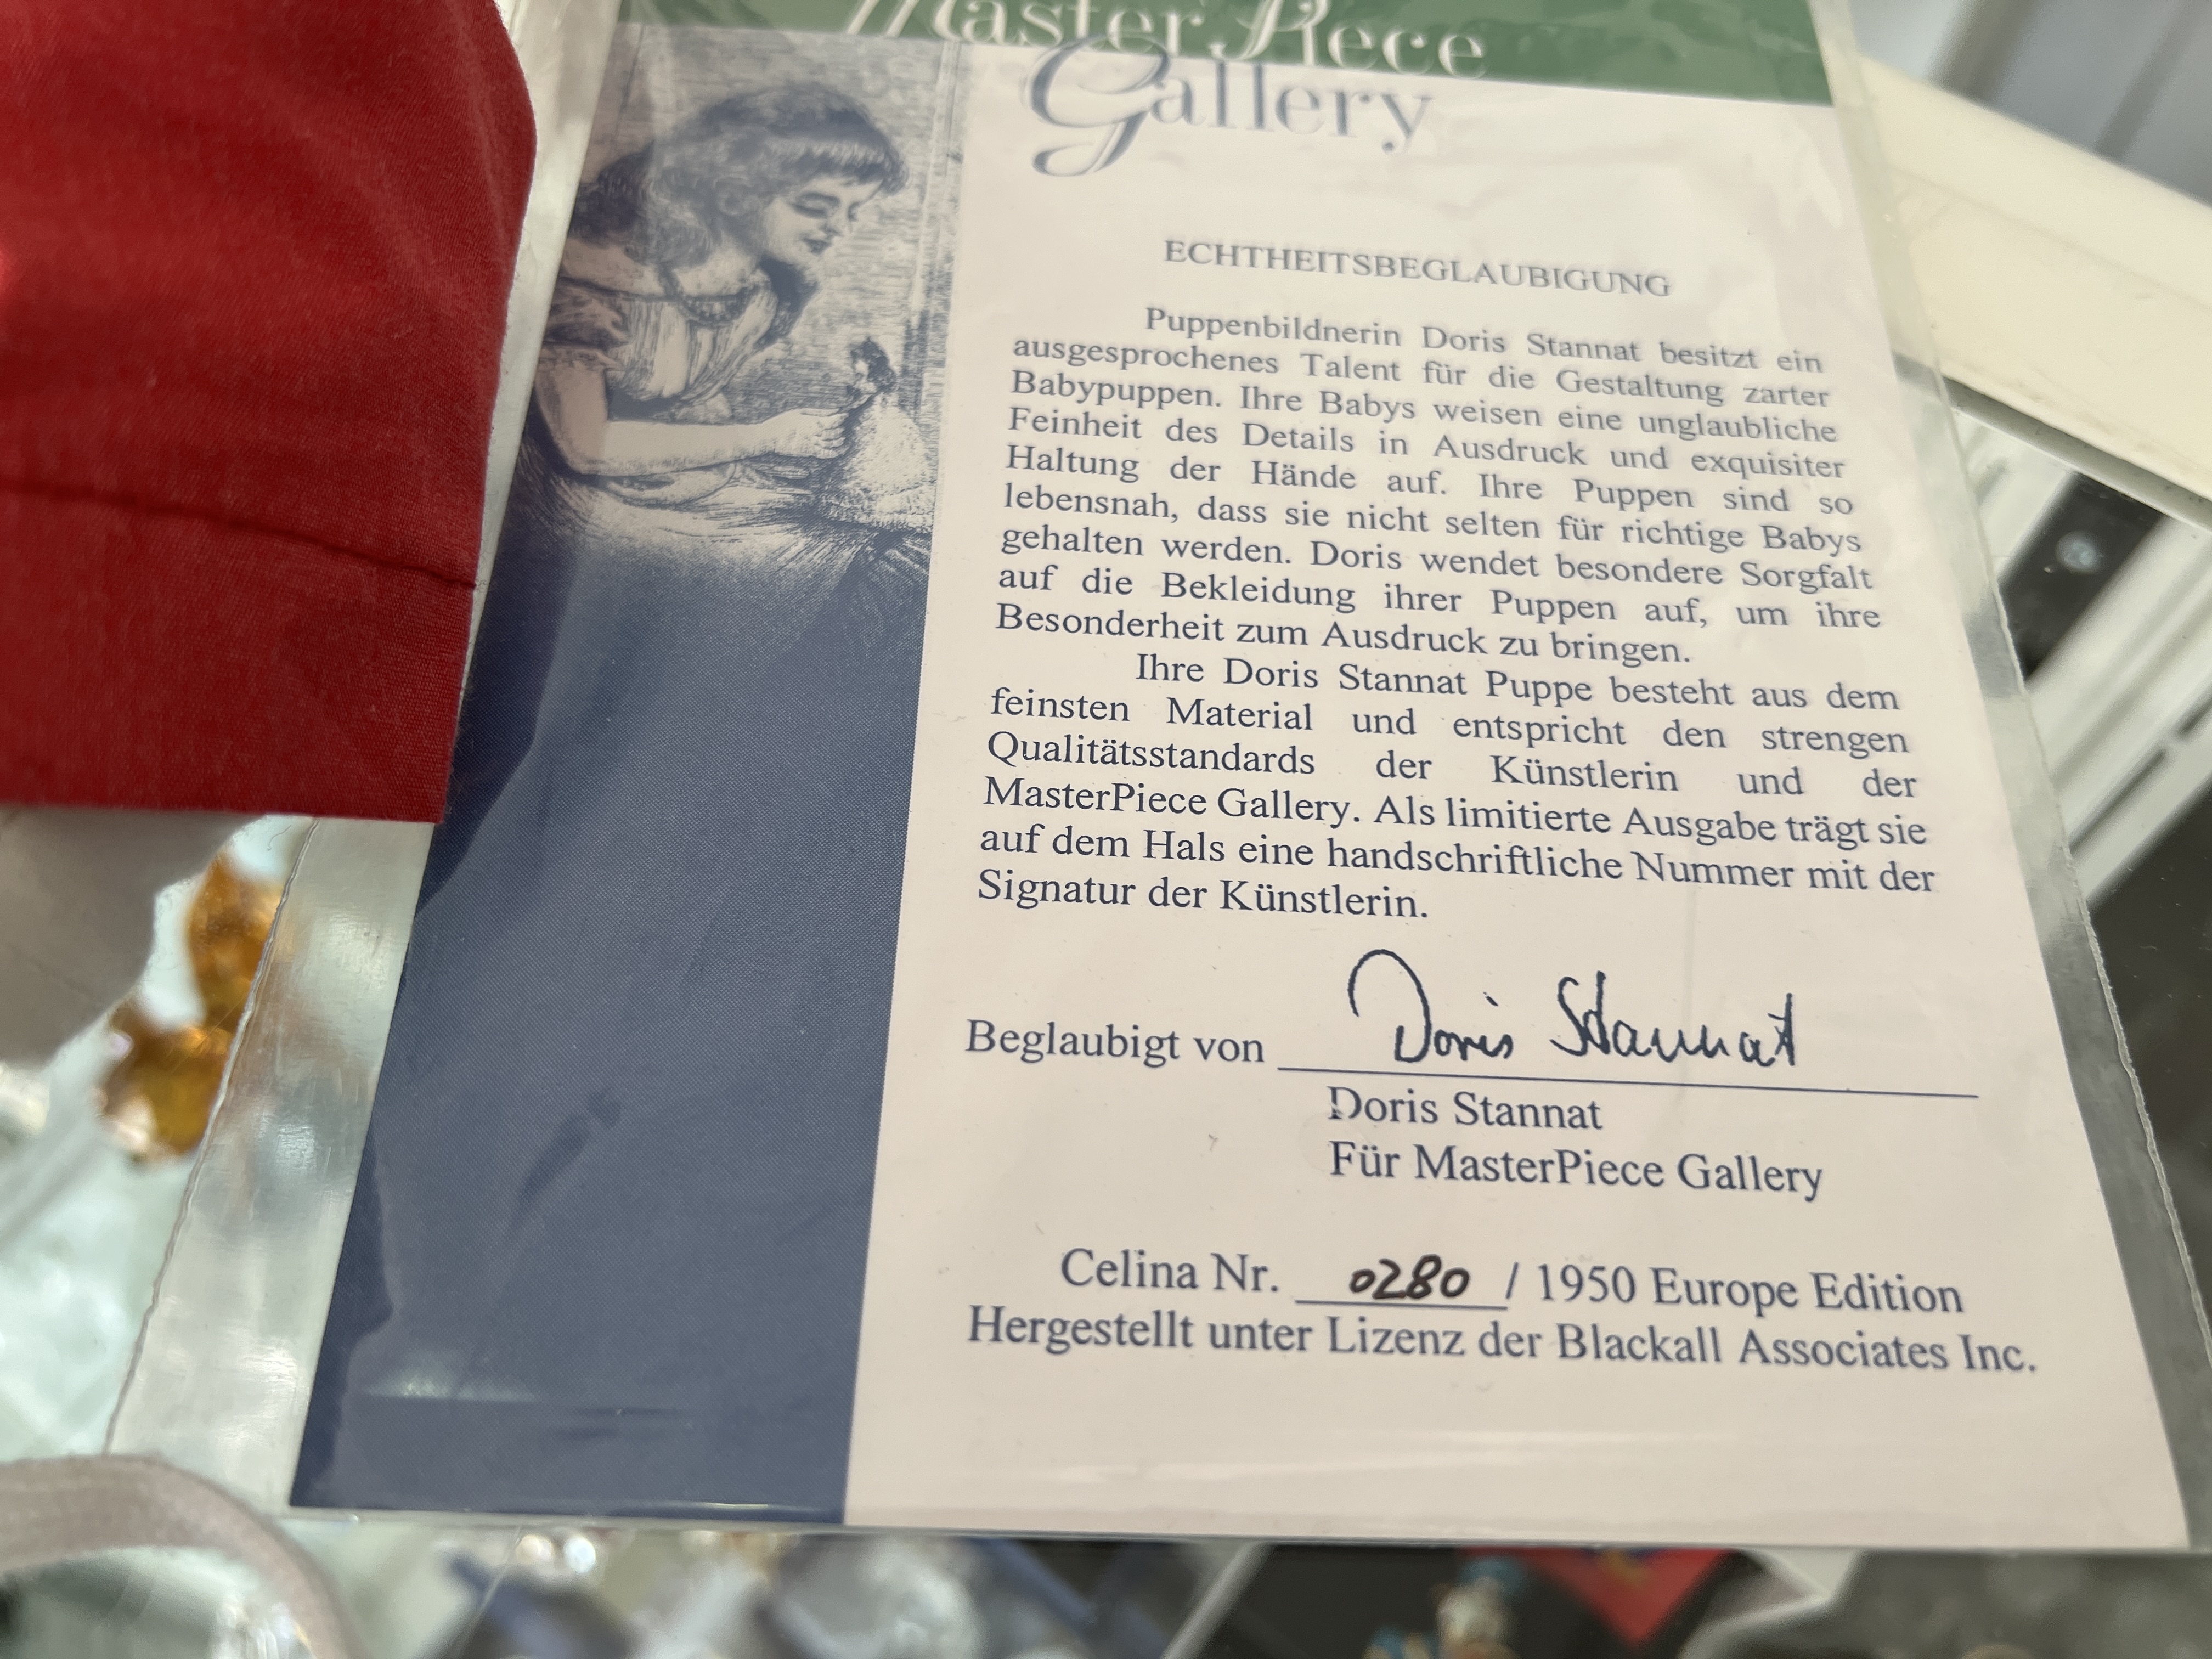 Master Piece
Gallery
ECHTHEITSBEGLAUBIGUNG
Puppenbildnerin Doris Stannat besitzt ein
ausgesprochenes Talent für die Gestaltung zarter
Babypuppen. Ihre Babys weisen eine unglaubliche
Feinheit des Details in Ausdruck und exquisiter
Haltung der Hände auf. Ihre Puppen sind so
lebensnah, dass sie nicht selten für richtige Babys
gehalten werden. Doris wendet besondere Sorgfalt
auf die Bekleidung ihrer Puppen auf, um ihre
Besonderheit zum Ausdruck zu bringen.
Ihre Doris Stannat Puppe besteht aus dem
feinsten Material und entspricht den strengen
Qualitätsstandards der Künstlerin und der
MasterPiece Gallery. Als limitierte Ausgabe trägt sie
auf dem Hals eine handschriftliche Nummer mit der
Signatur der Künstlerin.
Beglaubigt von Doris Stannat
Doris Stannat
Für MasterPiece Gallery
Celina Nr. 0280 / 1950 Europe Edition
Hergestellt unter Lizenz der Blackall Associates Inc.